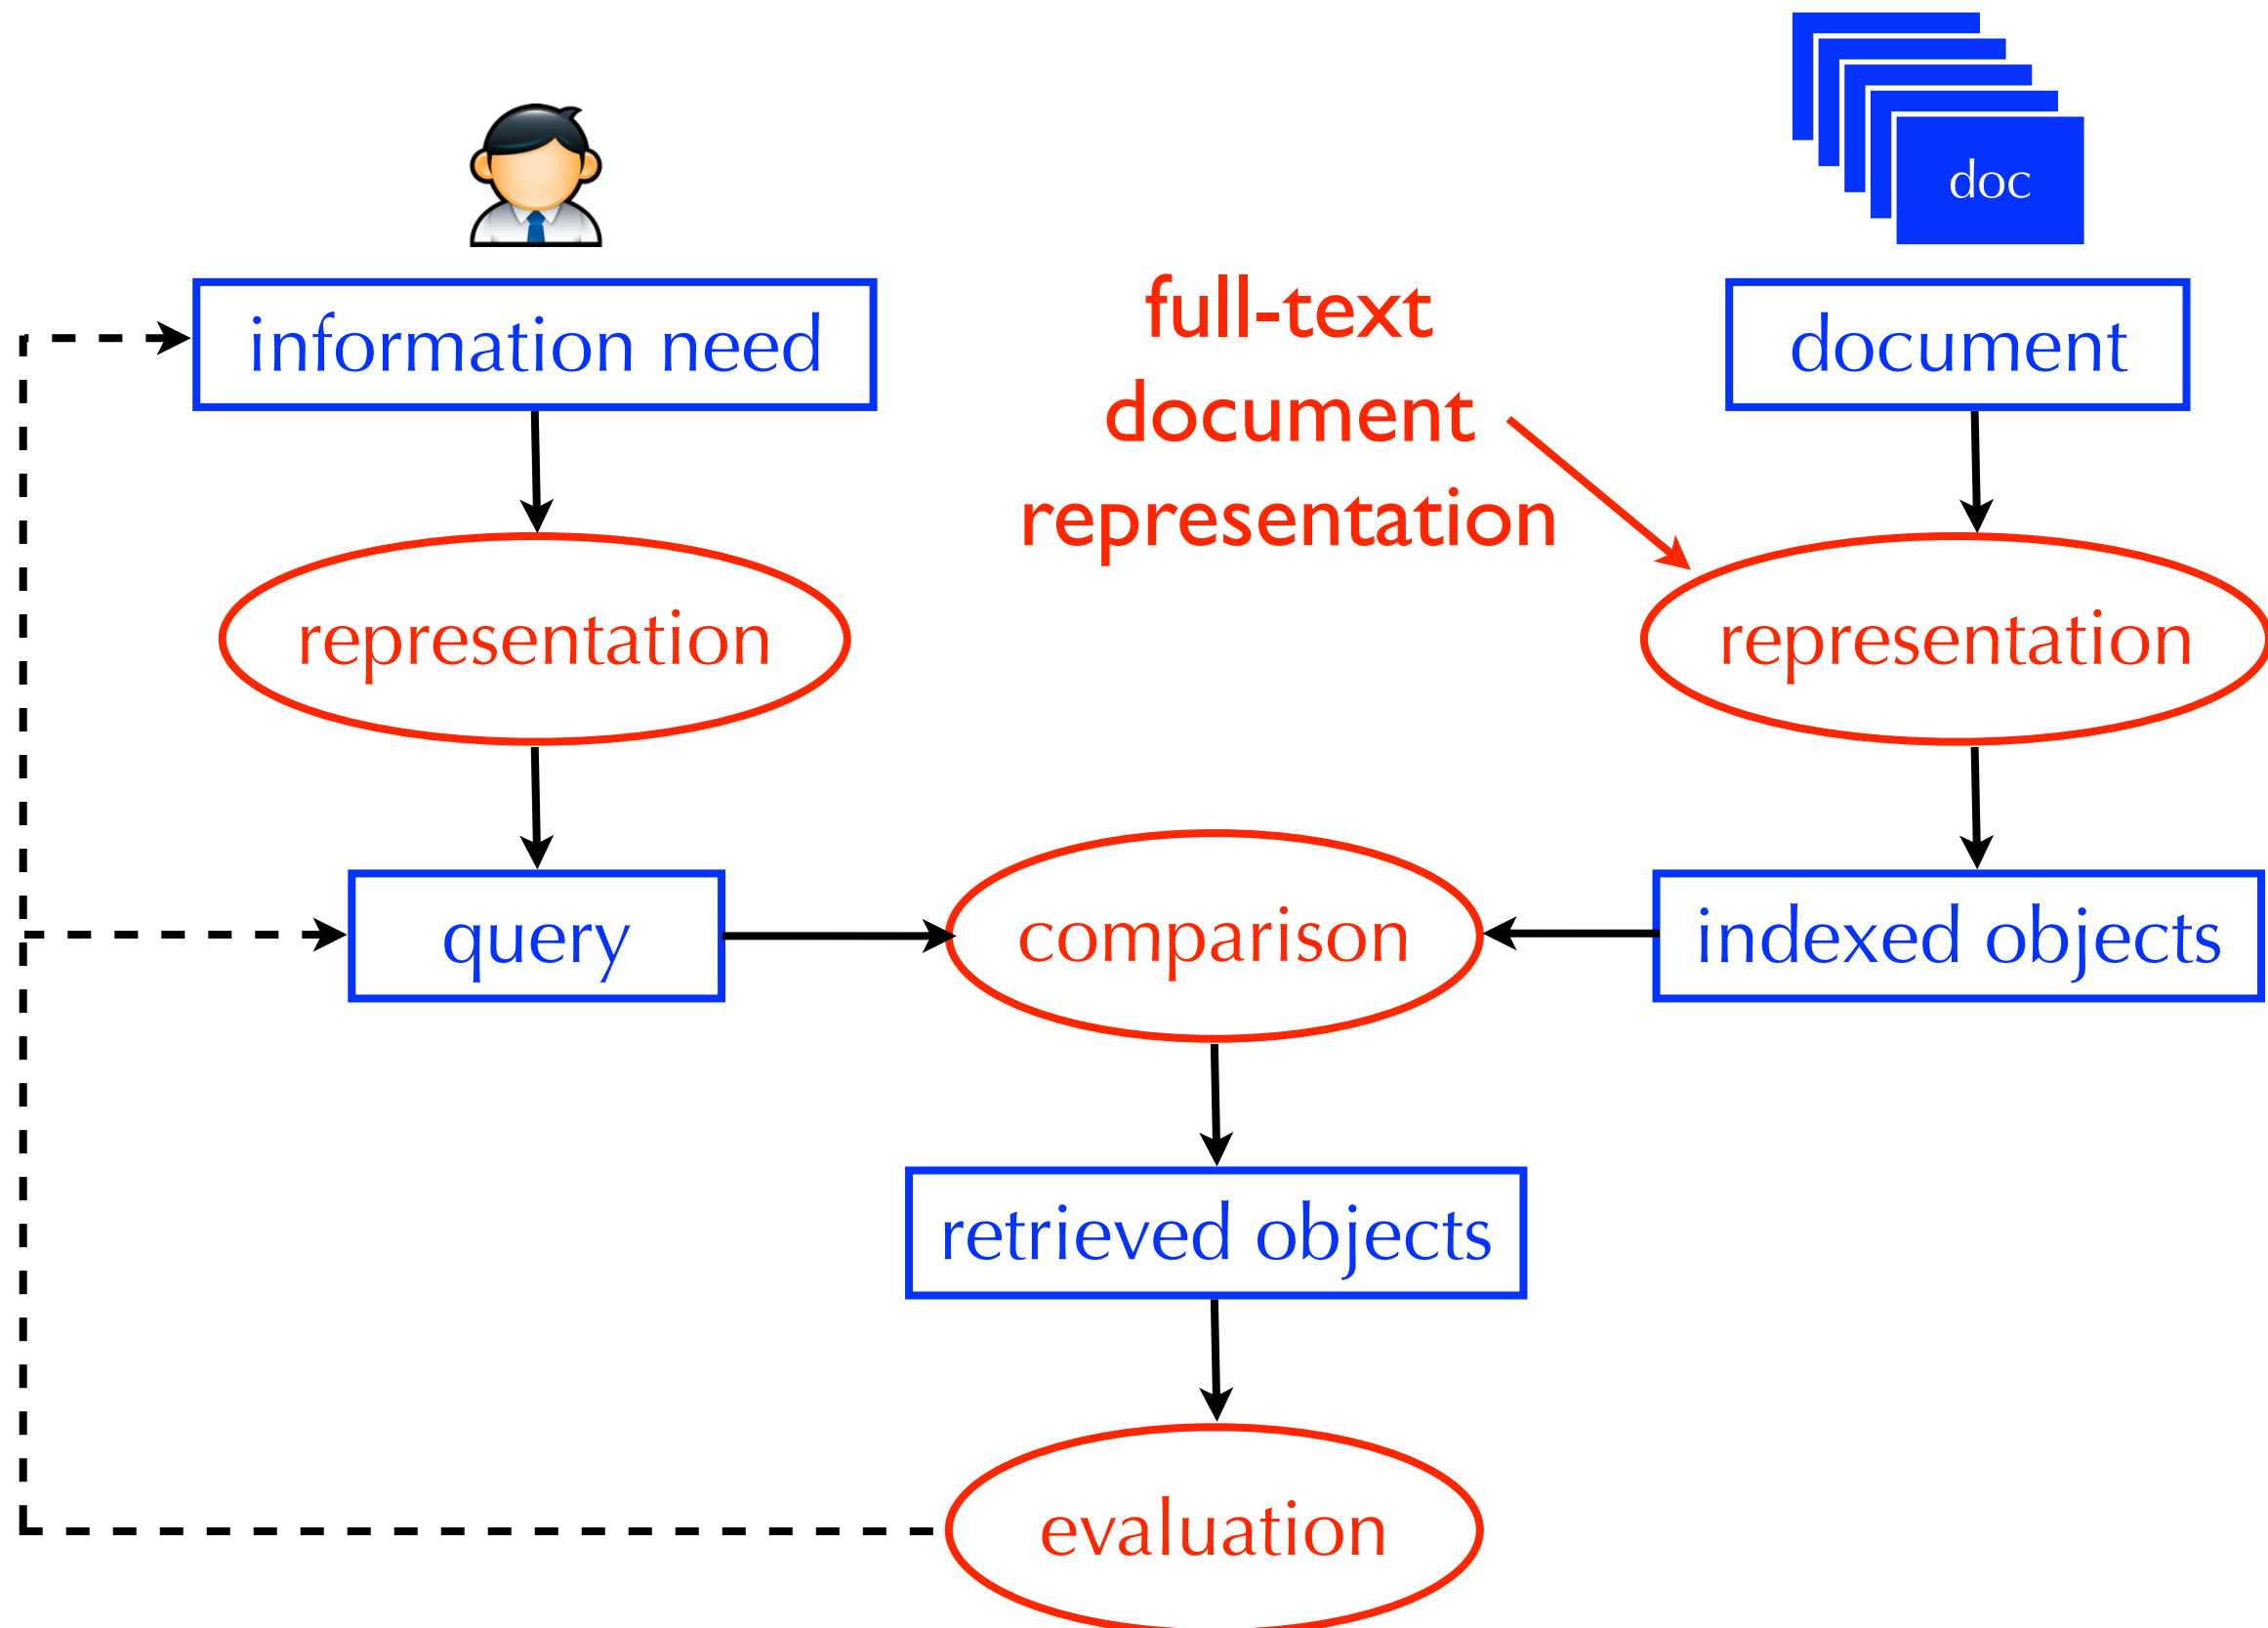 doc
information need
full-text
document
representation
document
representation
representation
query
comparison
indexed objects
retrieved objects
evaluation